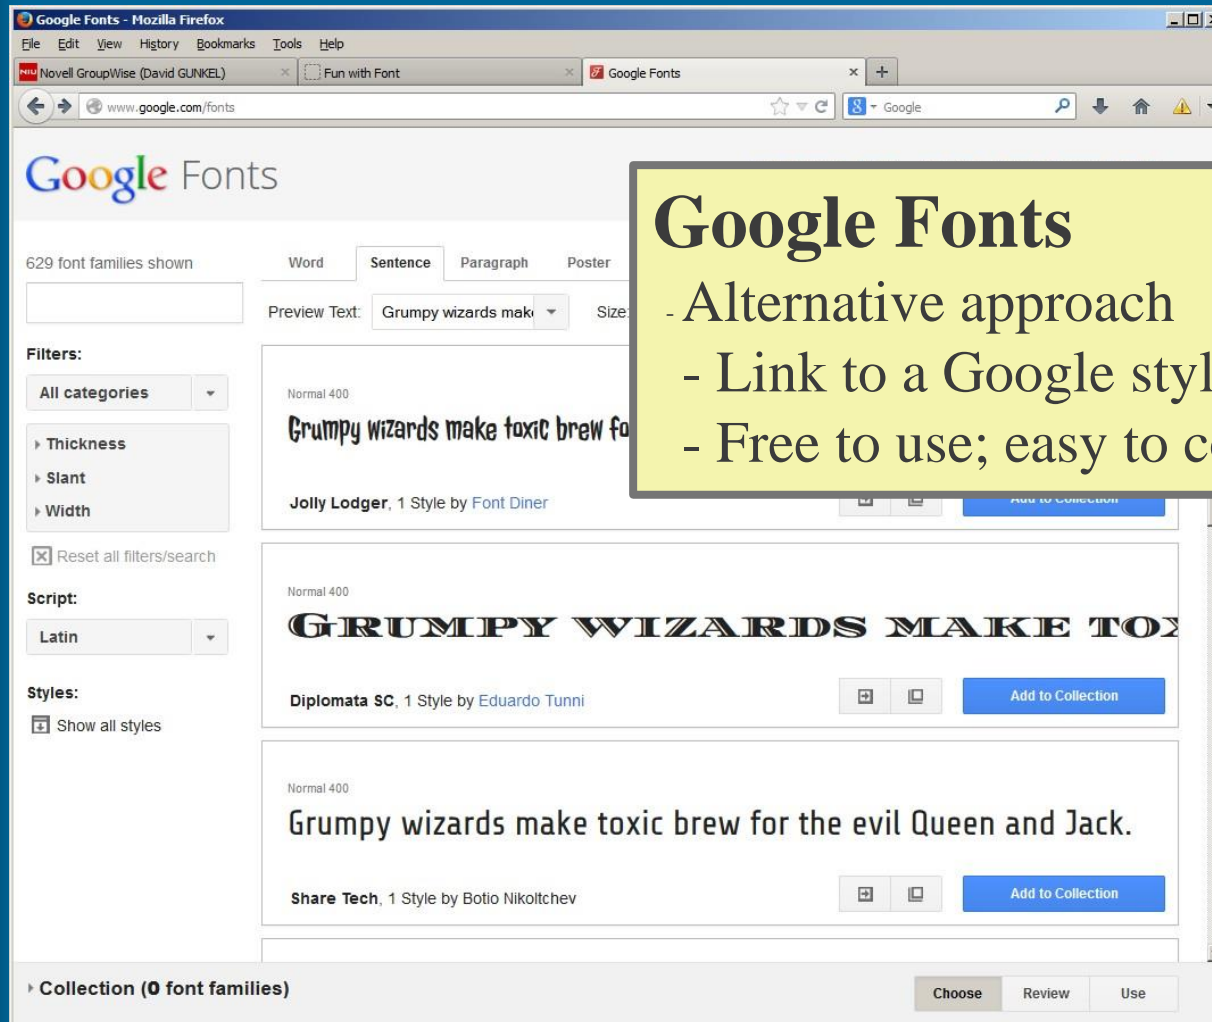 Google Fonts - Mozilla Firefox
File Edit View History Bookmarks Tools Help
NIU Novell GroupWise (David GUNKEL) Fun with Font Google Fonts
www.google.com/fonts Google
Google Fonts
Google Fonts
- Alternative approach
- Link to a Google
- Free to use; easy to
629 font families shown
Word Sentence Paragraph Poster
Preview Text: Grumpy wizards Size:
Filters:
All categories
Thickness
Slant
Width
Reset all filters/search
Script:
Latin
Styles:
Show all styles
Normal 400
Grumpy wizards make toxic brew
Jolly Lodger, 1 Style by Font Diner
Add to Collection
Normal 400
Grumpy wizards make
Diplomata SC, 1 Style by Eduardo Tunni
Add to Collection
Normal 400
Grumpy wizards make toxic brew for the evil Queen and Jack.
Share Tech, 1 Style by Botio Nikoltchev
Add to Collection
Collection (0 font families)
Choose Review Use